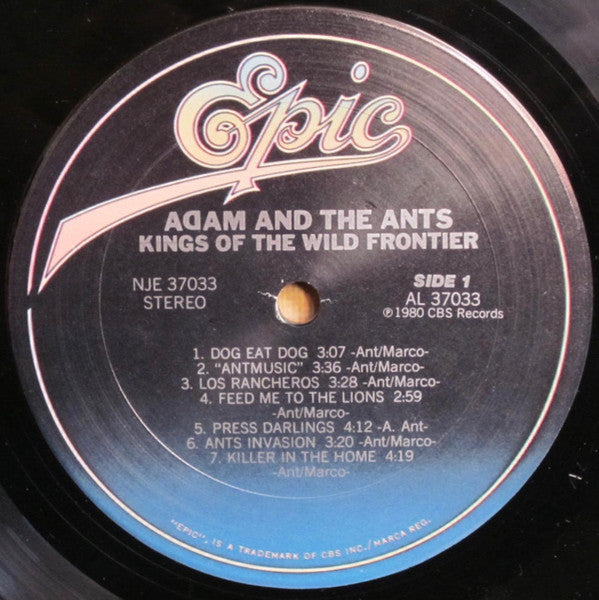 Epic
ADAM AND THE ANTS
KINGS OF THE WILD FRONTIER
NJE 37033
STEREO
SIDE 1
AL 37033
℗1980 CBS Records
1. DOG EAT DOG 3:07 -Ant/Marco-
2. "ANTMUSIC" 3:36 -Ant/Marco-
3. LOS RANCHEROS 3:28 -Ant/Marco-
4. FEED ME TO THE LIONS 2:59
-Ant/Marco-
5. PRESS DARLINGS 4:12 -A. Ant-
6. ANTS INVASION 3:20 -Ant/Marco-
7. KILLER IN THE HOME 4:19
-Ant/Marco-
"EPIC", IS A TRADEMARK OF CBS INC./MARCA REG.